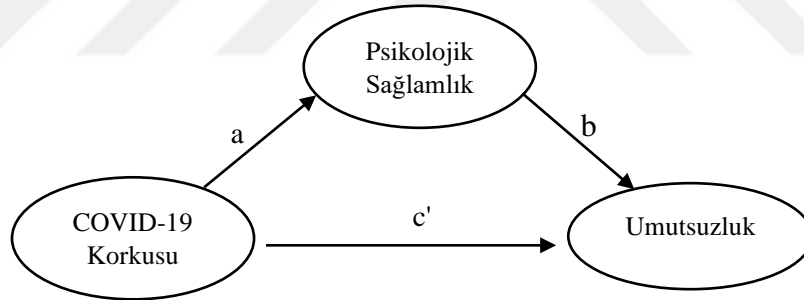 Psikolojik
Sağlamlık
a
b
COVID-19
Korkusu
c'
Umutsuzluk